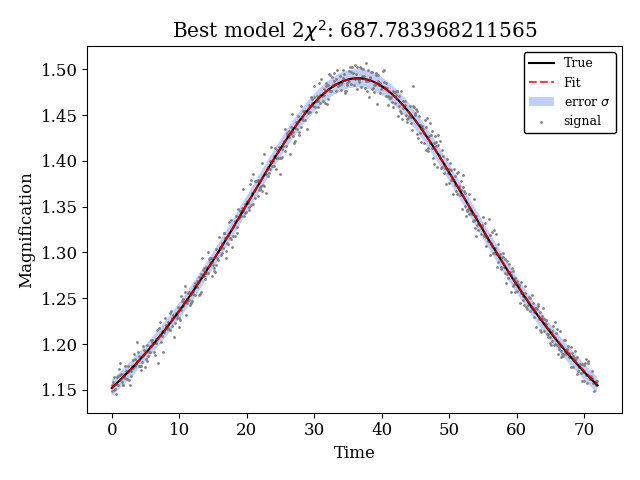 Best model 2χ²: 687.783968211565
True
Fit
error σ
signal
Magnification
1.50
1.45
1.40
1.35
1.30
1.25
1.20
1.15
0 10 20 30 40 50 60 70
Time